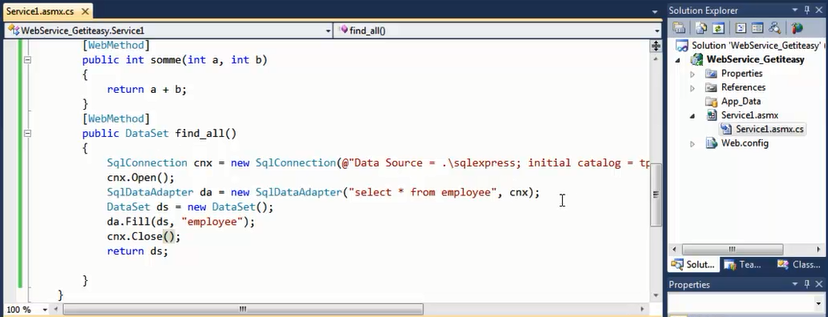 Service1.asmx.cs
WebService_Getiteasy.Service1
find_all()
[WebMethod]
public int somme(int a, int b)
{
return a + b;
}
[WebMethod]
public DataSet find_all()
{
SqlConnection cnx = new SqlConnection(@"Data Source = .\sqlexpress; initial catalog = tp
cnx.Open();
SqlDataAdapter da = new SqlDataAdapter("select * from employee", cnx);
DataSet ds = new DataSet();
da.Fill(ds, "employee");
cnx.Close();
return ds;
}
}
100 %
Solution Explorer
Solution 'WebService_Getiteasy' (
WebService_Getiteasy
Properties
References
App_Data
Service1.asmx
Service1.asmx.cs
Web.config
Solut...
Tea...
Class...
Properties